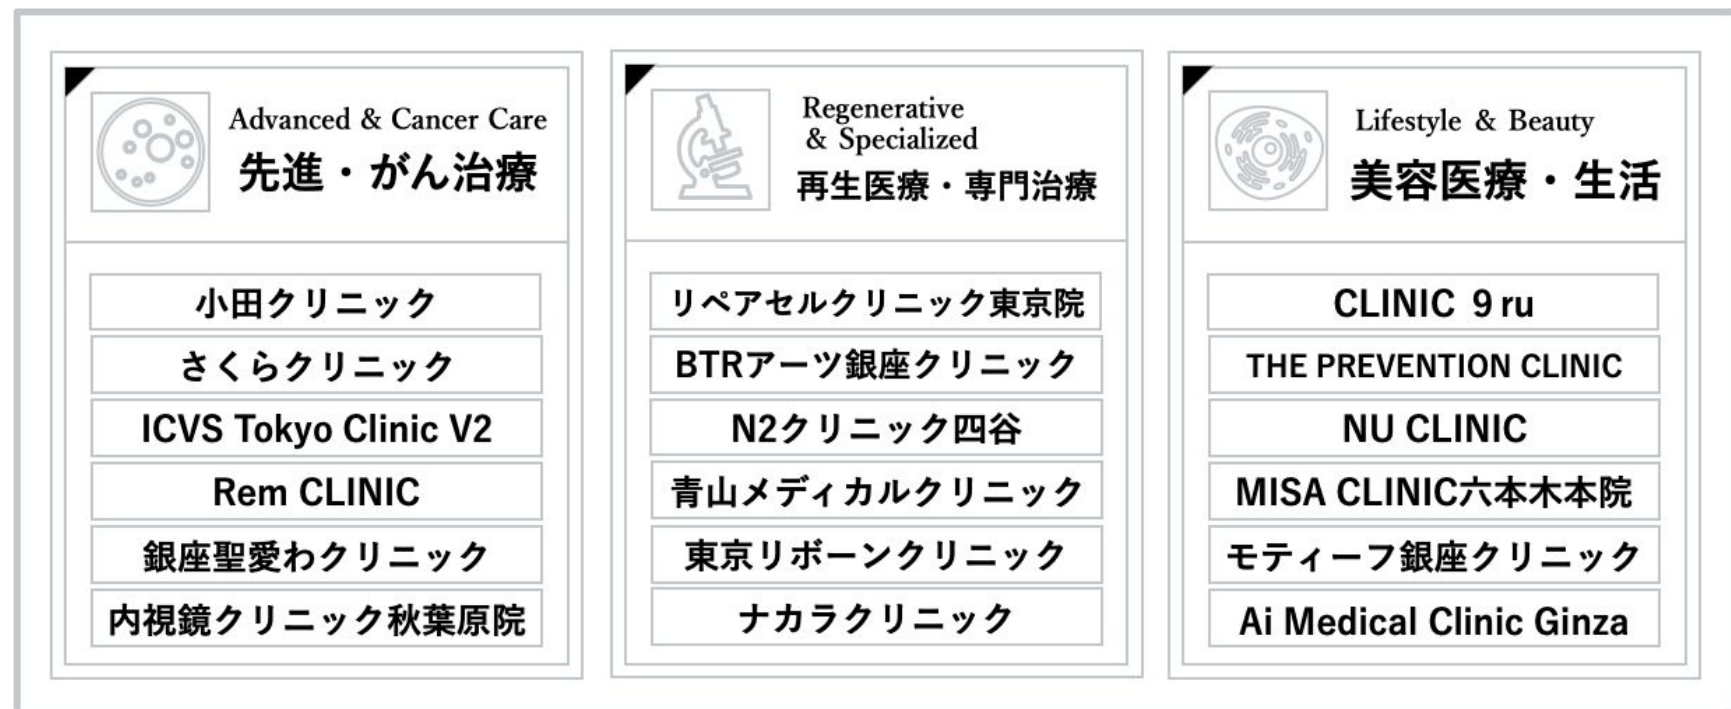 Advanced & Cancer Care
先進・がん治療
小田クリニック
さくらクリニック
ICVS Tokyo Clinic V2
Rem CLINIC
銀座聖愛わクリニック
内視鏡クリニック秋葉原院
Regenerative
& Specialized
再生医療・専門治療
リペアセルクリニック東京院
BTRアーツ銀座クリニック
N2クリニック四谷
青山メディカルクリニック
東京リボーンクリニック
ナカラクリニック
Lifestyle & Beauty
美容医療・生活
CLINIC 9 ru
THE PREVENTION CLINIC
NU CLINIC
MISA CLINIC六本木本院
モティーフ銀座クリニック
Ai Medical Clinic Ginza